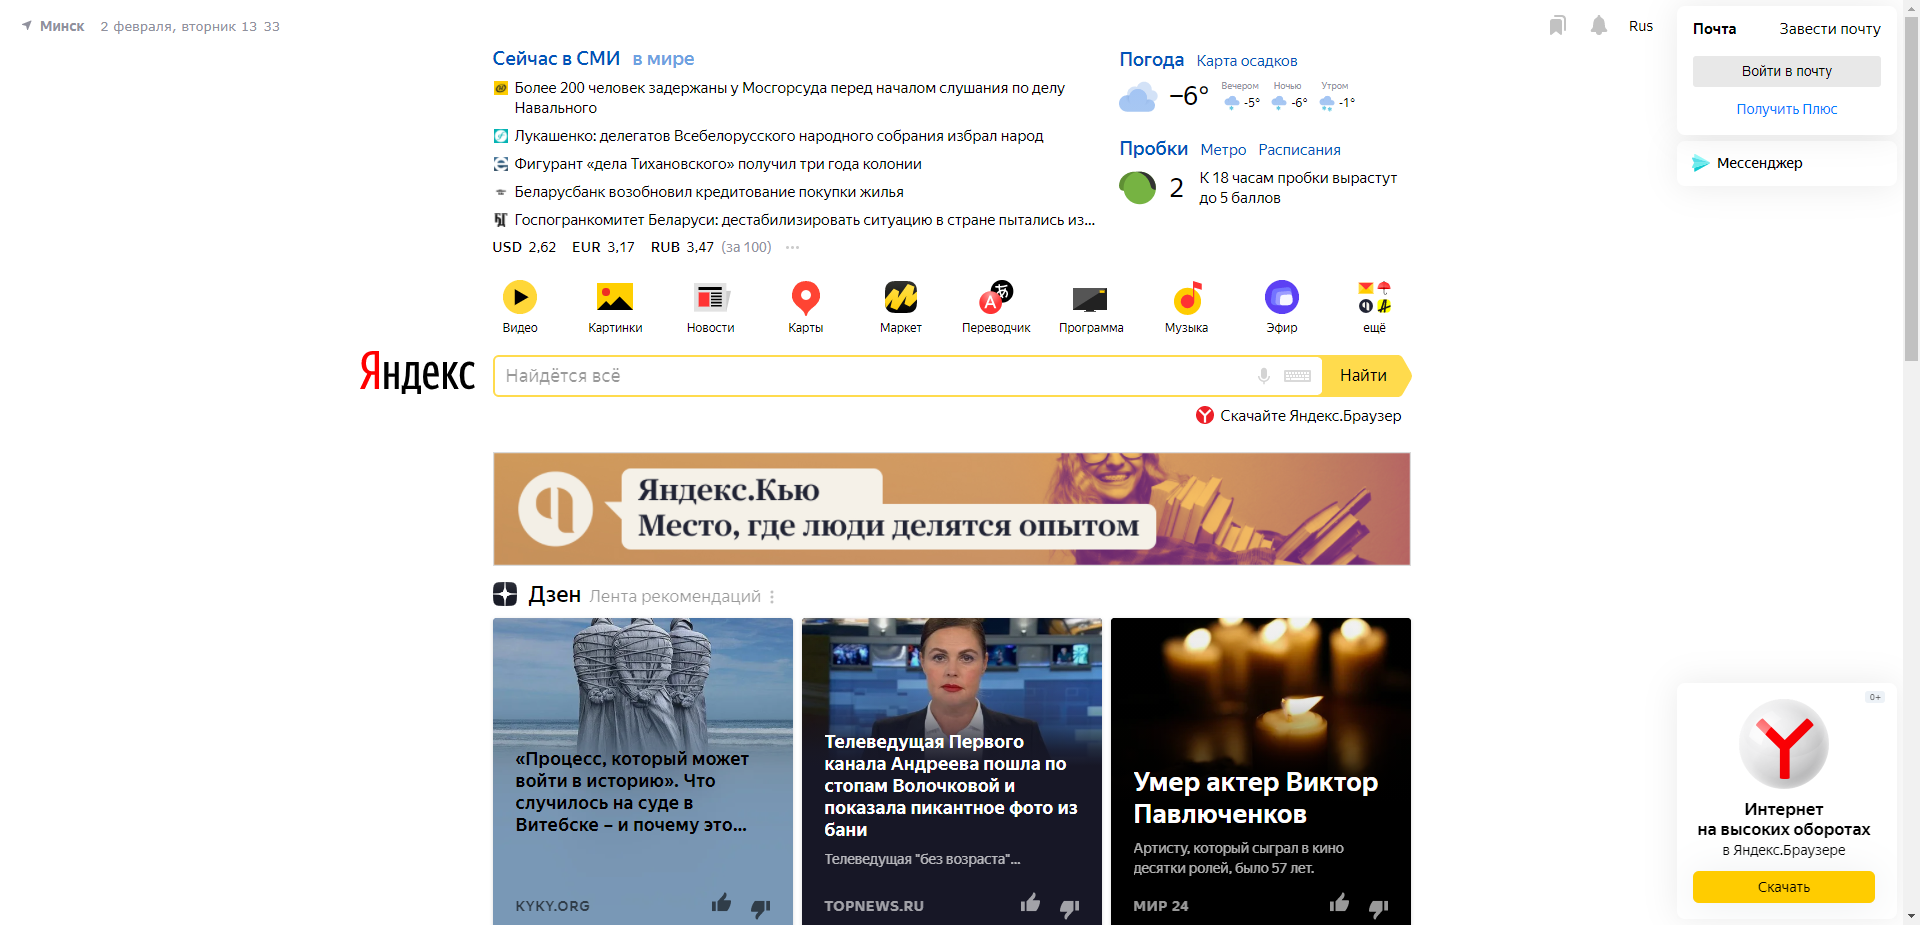 Минск 2 февраля, вторник 13 33
Rus
Почта Завести почту
Войти в почту
Получить Плюс
Мессенджер
Сейчас в СМИ в мире
Более 200 человек задержаны у Мосгорсуда перед началом слушания по делу
Навального
Лукашенко: делегатов Всебелорусского народного собрания избрал народ
Фигурант «дела Тихановского» получил три года колонии
Беларусбанк возобновил кредитование покупки жилья
Госпогранкомитет Беларуси: дестабилизировать ситуацию в стране пытались из...
USD 2,62 EUR 3,17 RUB 3,47 (за 100) ...
Погода Карта осадков
−6° Вечером -5° Ночью -6° Утром -1°
Пробки Метро Расписания
2 К 18 часам пробки вырастут
до 5 баллов
Видео Картинки Новости Карты Маркет Переводчик Программа Музыка Эфир ещё
Яндекс Найдётся всё Найти
Скачайте Яндекс.Браузер
Яндекс.Кью
Место, где люди делятся опытом
Дзен Лента рекомендаций
«Процесс, который может
войти в историю». Что
случилось на суде в
Витебске – и почему это...
KYKY.ORG
Телеведущая Первого
канала Андреева пошла по
стопам Волочковой и
показала пикантное фото из
бани
Телеведущая "без возраста"...
TOPNEWS.RU
Умер актер Виктор
Павлюченков
Артисту, который сыграл в кино
десятки ролей, было 57 лет.
МИР 24
0+
Интернет
на высоких оборотах
в Яндекс.Браузере
Скачать